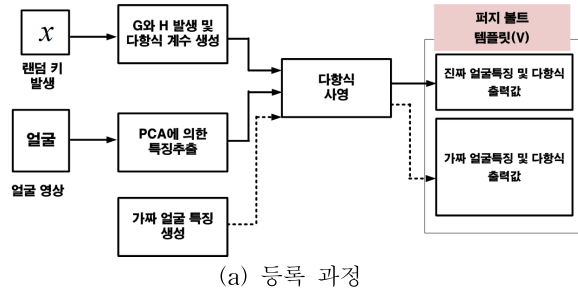 x
랜덤 키
발생
G와 H 발생 및
다항식 계수 생성
얼굴
얼굴 영상
PCA에 의한
특징추출
가짜 얼굴 특징
생성
다항식
사영
퍼지 볼트
템플릿(V)
진짜 얼굴특징 및 다항식
출력값
가짜 얼굴특징 및 다항식
출력값
(a) 등록 과정